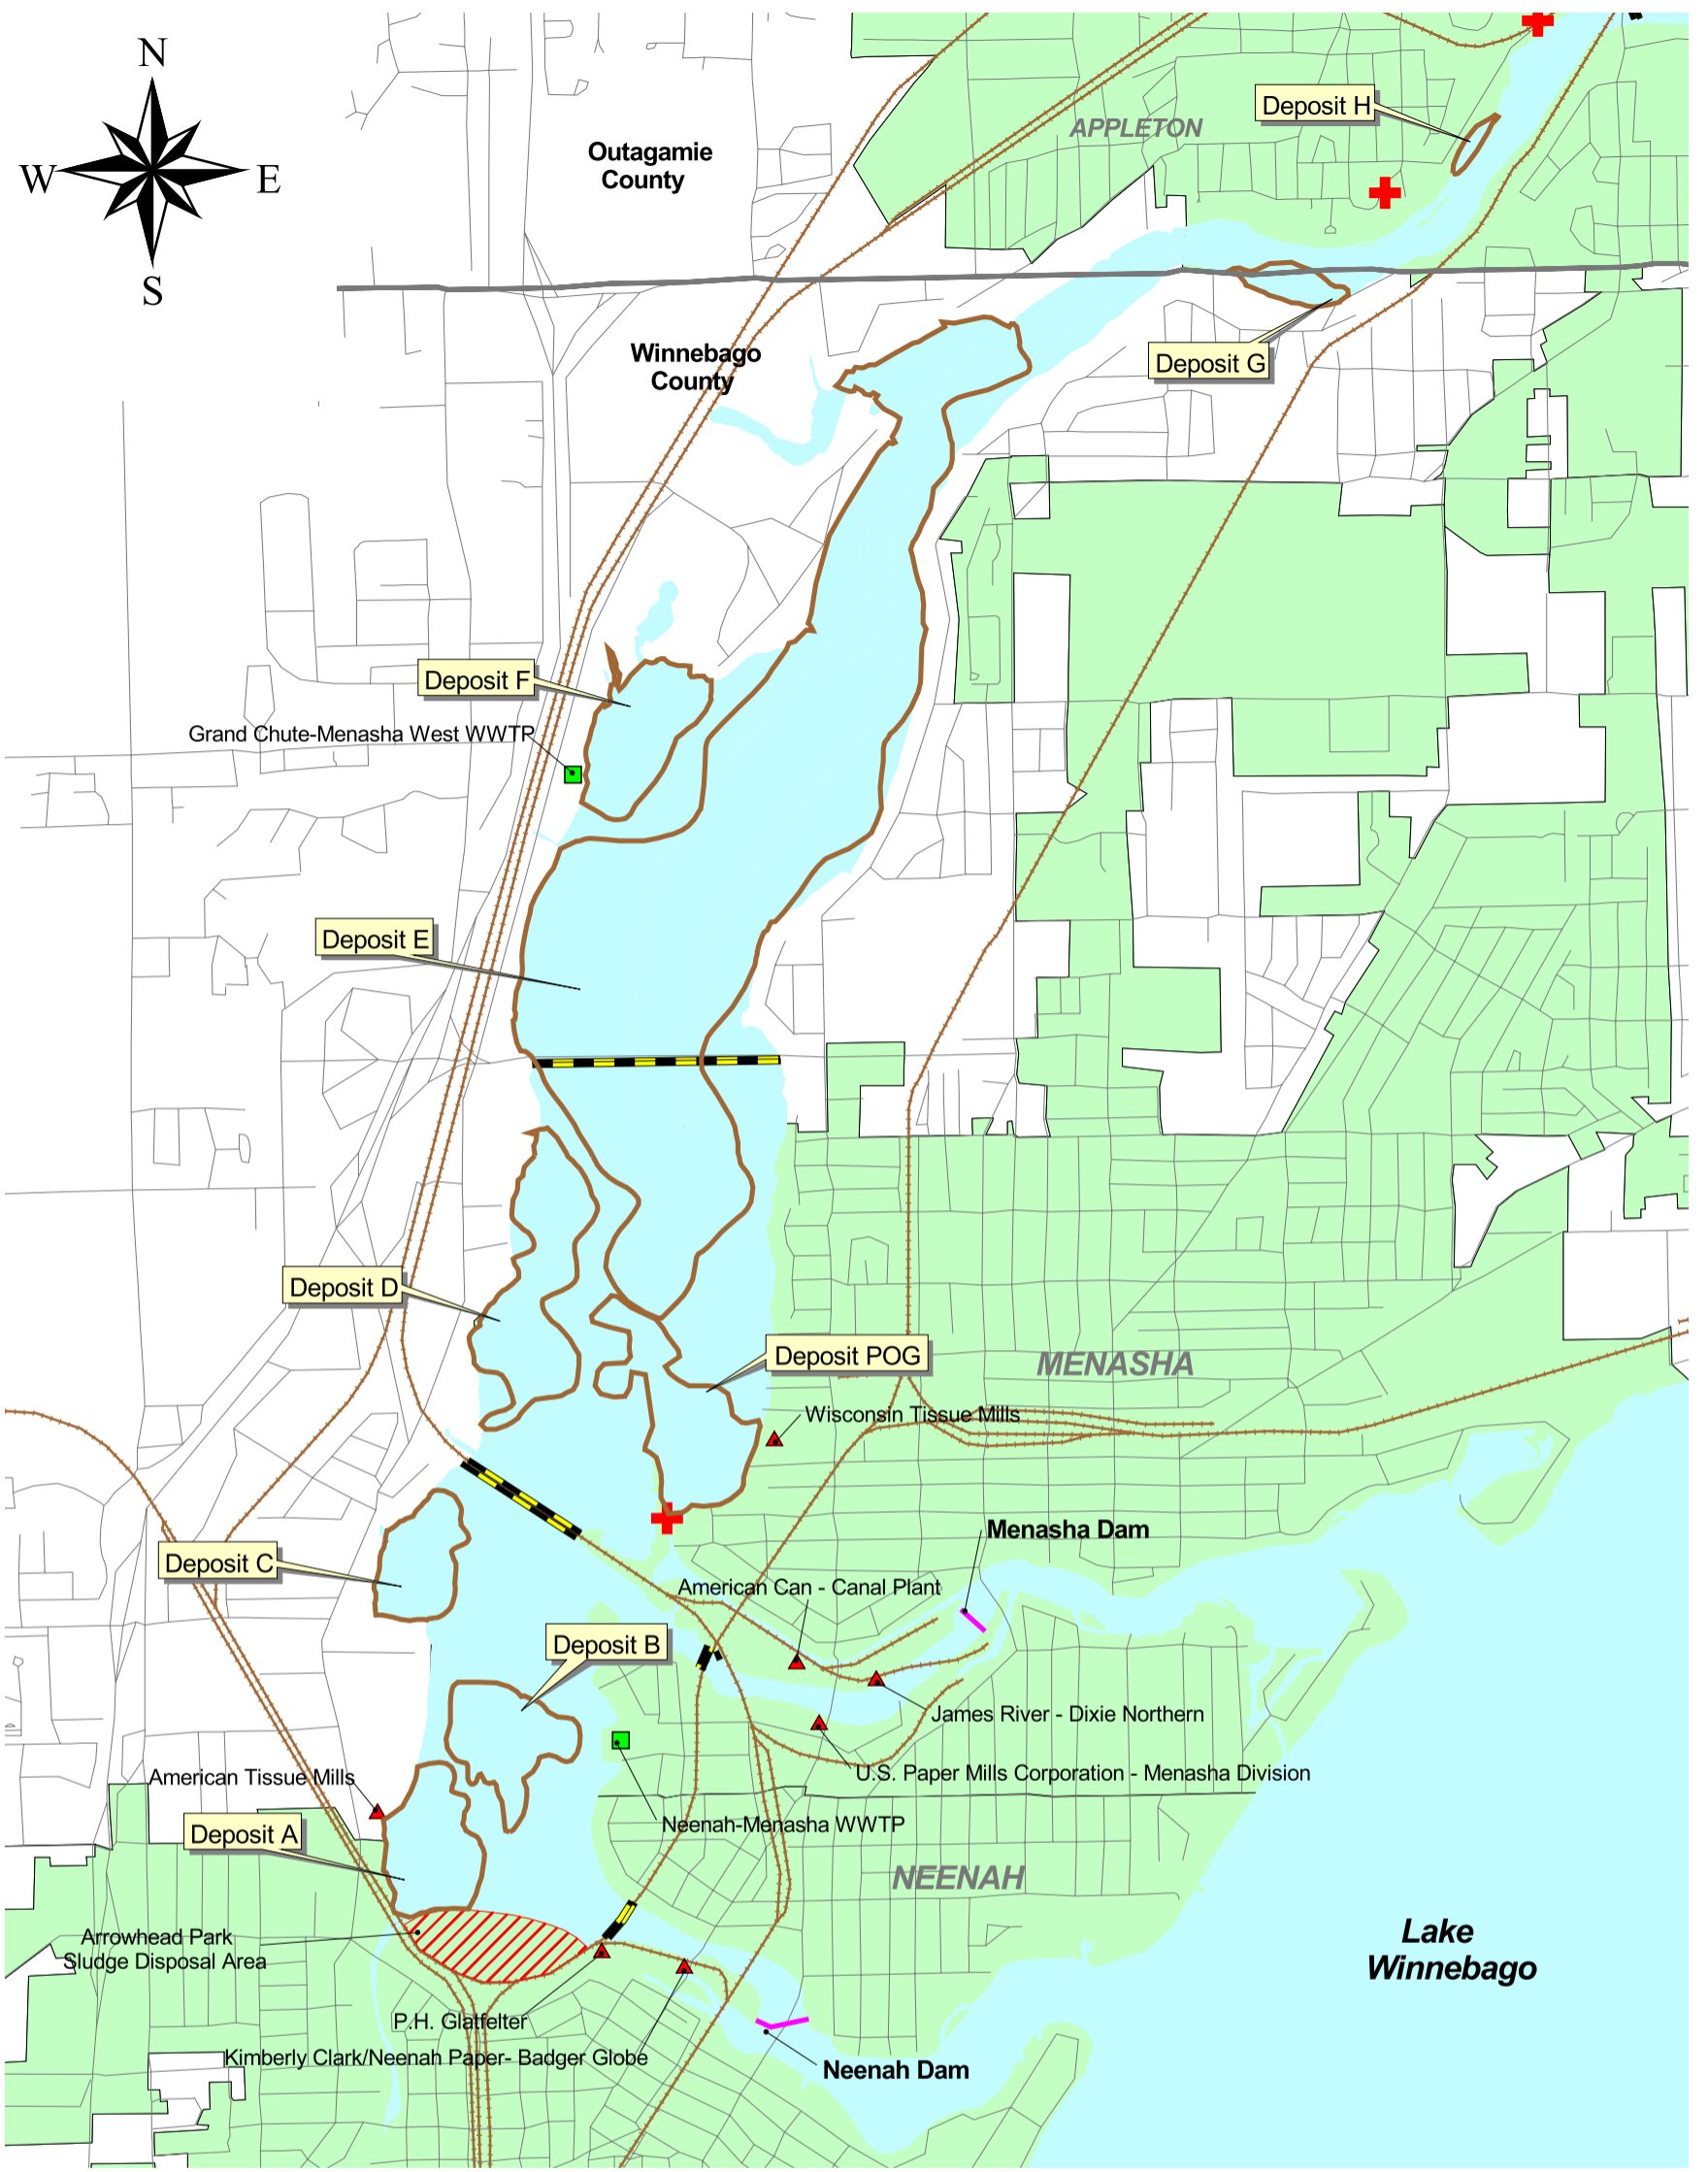 N
W
E
S
Outagamie
County
APPLETON
Deposit H
Winnebago
County
Deposit G
Deposit F
Grand Chute-Menasha West WWTP
Deposit E
Deposit D
Deposit POG
MENASHA
Wisconsin Tissue Mills
Menasha Dam
Deposit C
American Can - Canal Plant
Deposit B
James River - Dixie Northern
U.S. Paper Mills Corporation - Menasha Division
American Tissue Mills
Neenah-Menasha WWTP
Deposit A
NEENAH
Arrowhead Park
Sludge Disposal Area
Lake
Winnebago
P.H. Glatfelter
Kimberly Clark/Neenah Paper- Badger Globe
Neenah Dam